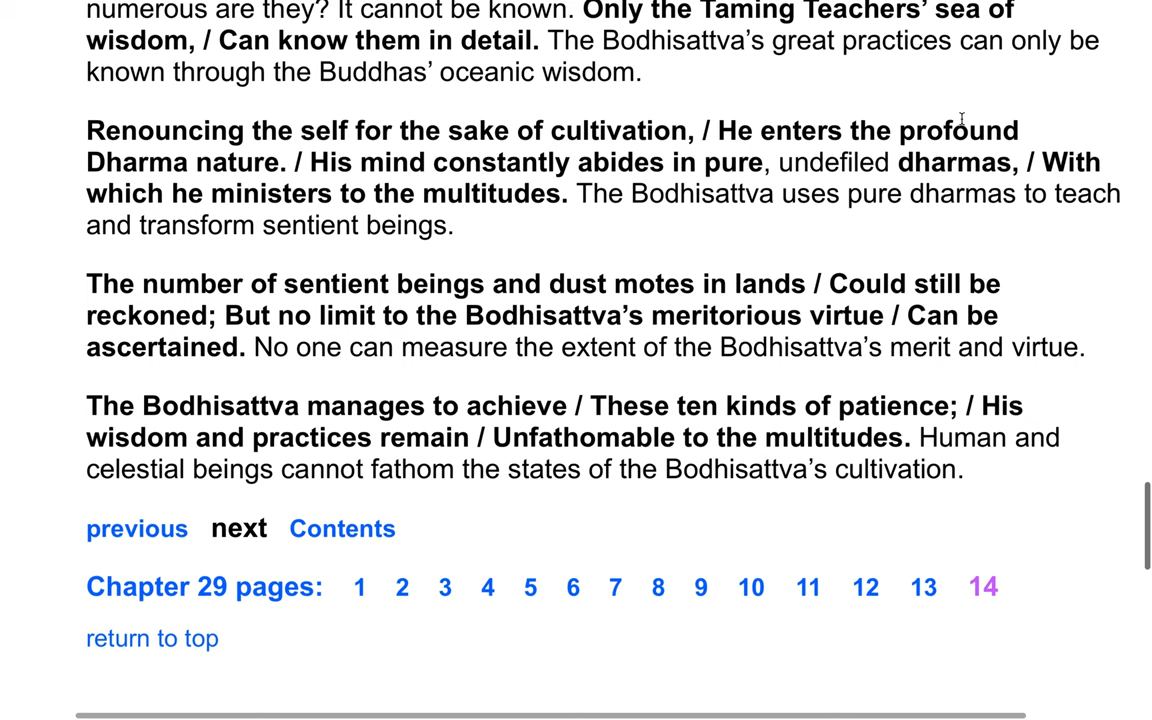 numerous are they? It cannot be known. Only the Taming Teachers’ sea of
wisdom, / Can know them in detail. The Bodhisattva’s great practices can only be
known through the Buddhas’ oceanic wisdom.
Renouncing the self for the sake of cultivation, / He enters the profound
Dharma nature. / His mind constantly abides in pure, undefiled dharmas, / With
which he ministers to the multitudes. The Bodhisattva uses pure dharmas to teach
and transform sentient beings.
The number of sentient beings and dust motes in lands / Could still be
reckoned; But no limit to the Bodhisattva’s meritorious virtue / Can be
ascertained. No one can measure the extent of the Bodhisattva’s merit and virtue.
The Bodhisattva manages to achieve / These ten kinds of patience; / His
wisdom and practices remain / Unfathomable to the multitudes. Human and
celestial beings cannot fathom the states of the Bodhisattva’s cultivation.
previous next Contents
Chapter 29 pages: 1 2 3 4 5 6 7 8 9 10 11 12 13 14
return to top